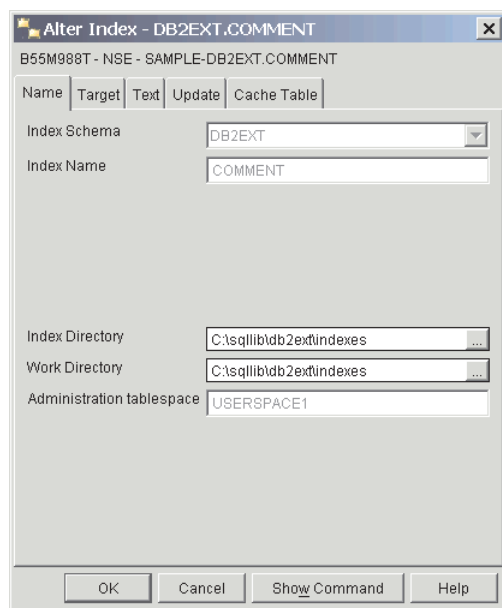 Alter Index - DB2EXT.COMMENT
B55M988T - NSE - SAMPLE-DB2EXT.COMMENT
Name Target Text Update Cache Table
Index Schema DB2EXT
Index Name COMMENT
Index Directory C:\sqllib\db2ext\indexes ...
Work Directory C:\sqllib\db2ext\indexes ...
Administration tablespace USERSPACE1
OK Cancel Show Command Help